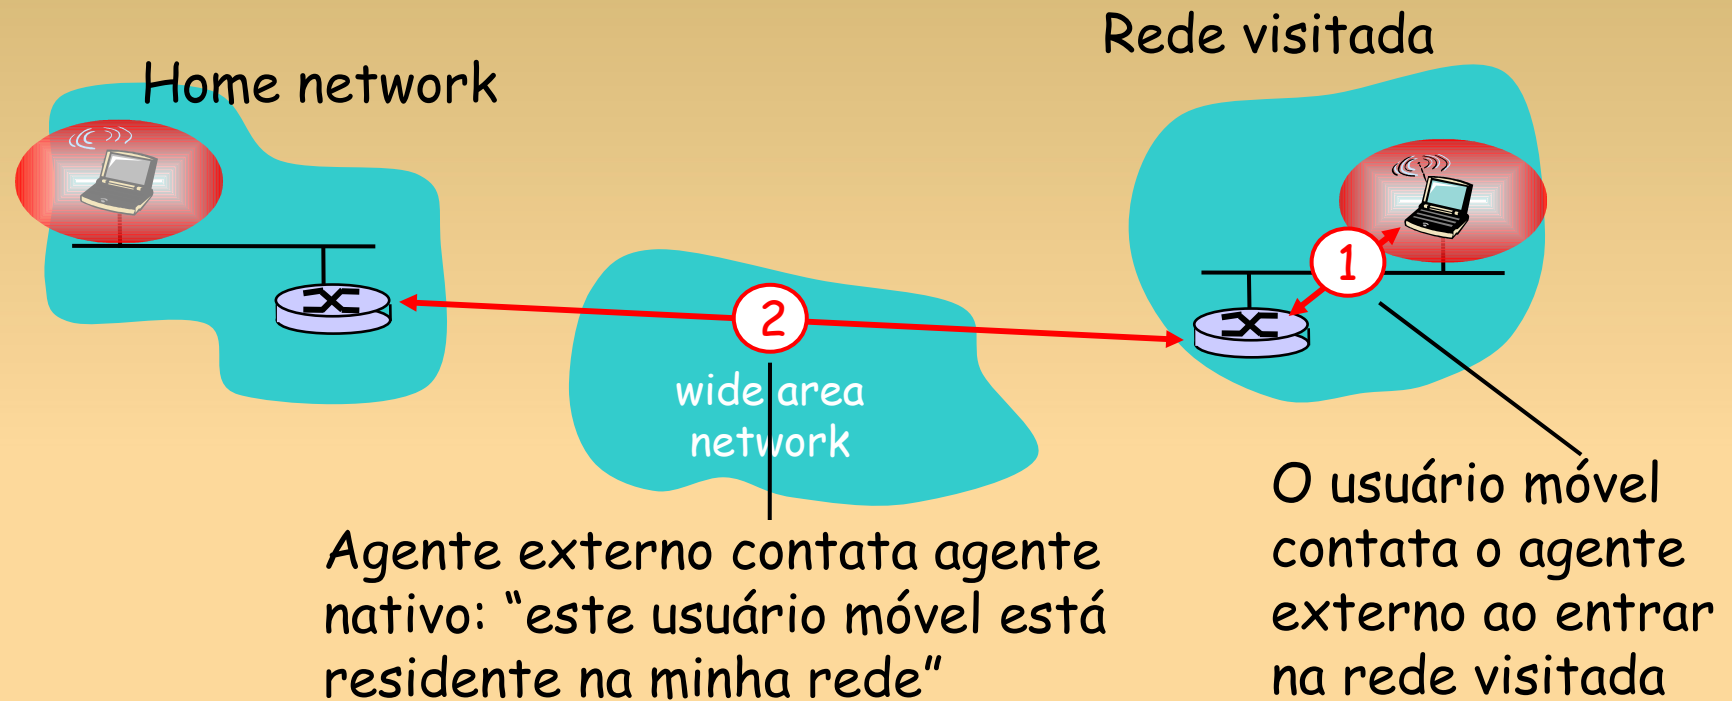 Rede visitada
Home network
1
2
wide area
network
O usuário móvel
contata o agente
externo ao entrar
na rede visitada
Agente externo contata agente
nativo: “este usuário móvel está
residente na minha rede”